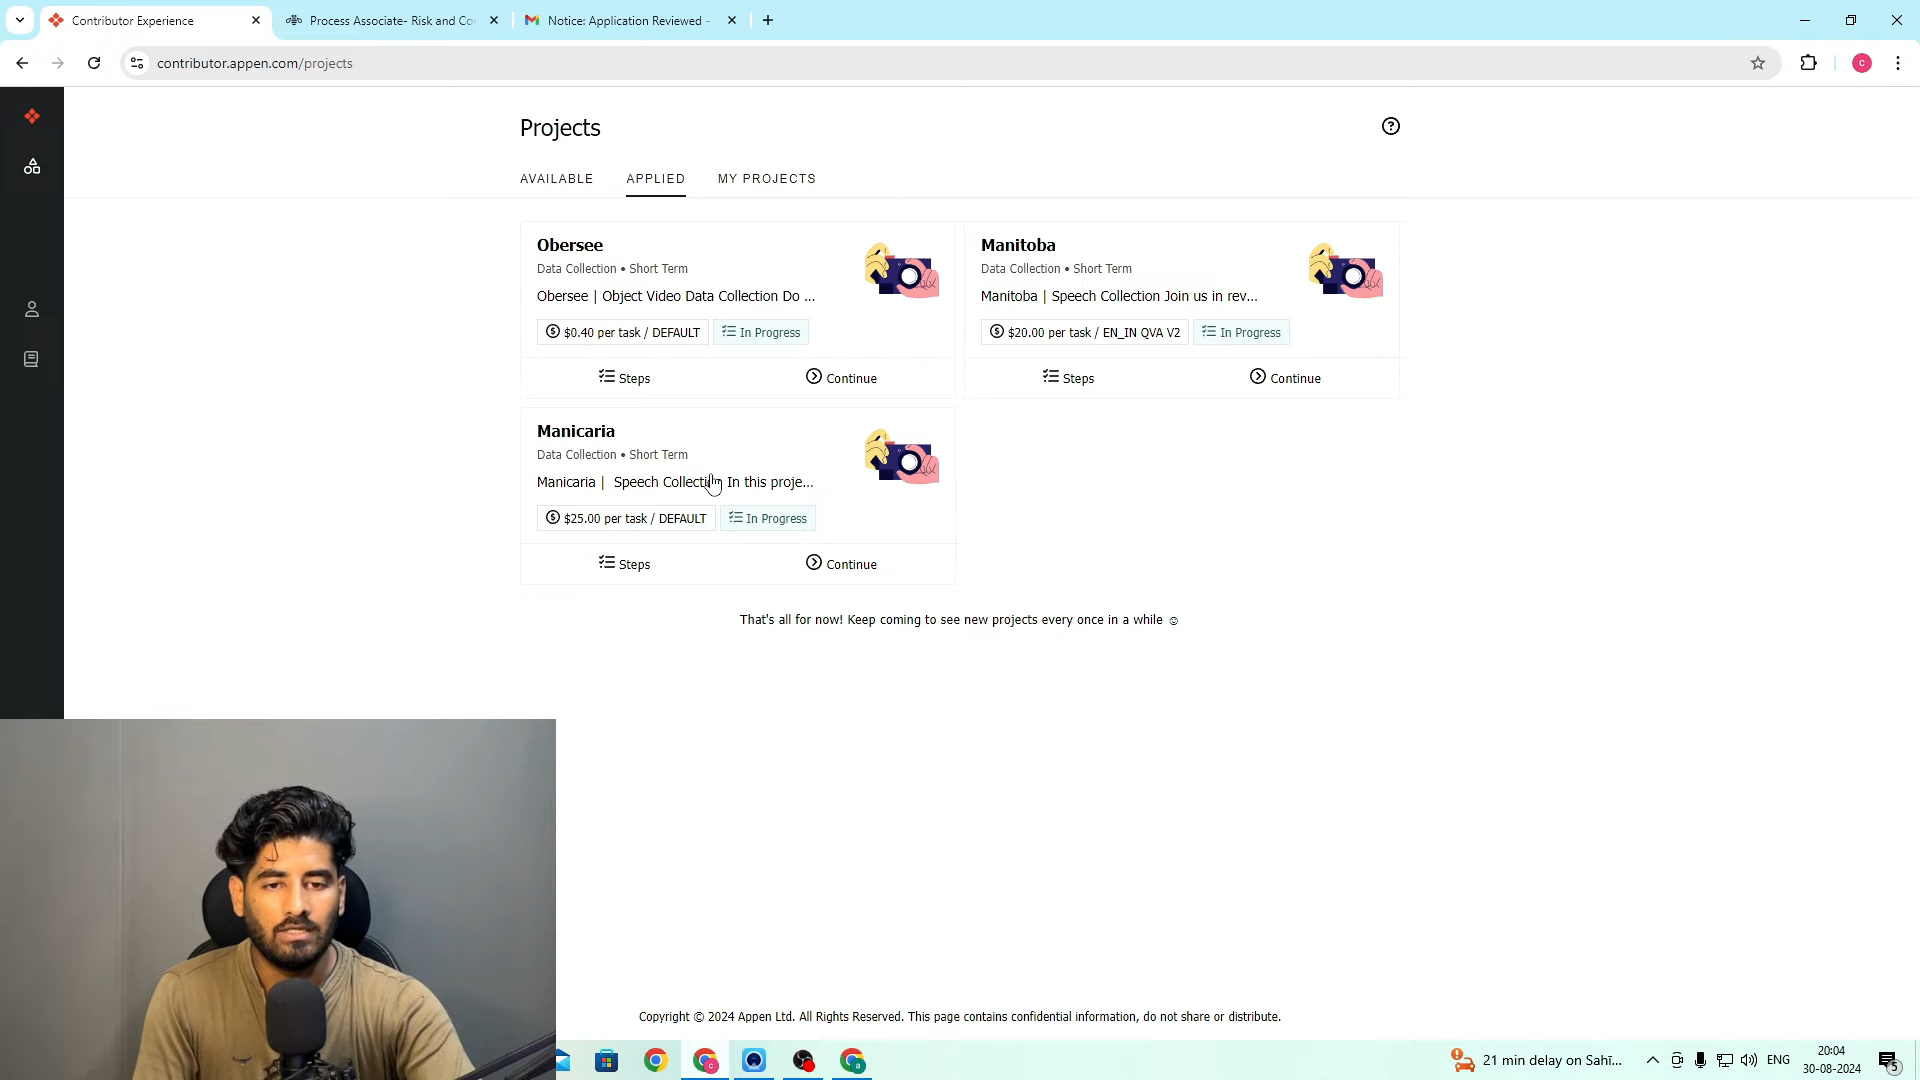 Contributor Experience
Process Associate- Risk and Co
Notice: Application Reviewed -
contributor.appen.com/projects
c
Projects
AVAILABLE
APPLIED
MY PROJECTS
Obersee
Data Collection • Short Term
Obersee | Object Video Data Collection Do ...
$0.40 per task / DEFAULT
In Progress
Steps
Continue
Manitoba
Data Collection • Short Term
Manitoba | Speech Collection Join us in rev...
$20.00 per task / EN_IN QVA V2
In Progress
Steps
Continue
Manicaria
Data Collection • Short Term
Manicaria | Speech Collection In this proje...
$25.00 per task / DEFAULT
In Progress
Steps
Continue
That's all for now! Keep coming to see new projects every once in a while ☺
Copyright © 2024 Appen Ltd. All Rights Reserved. This page contains confidential information, do not share or distribute.
21 min delay on Sahī...
ENG
20:04
30-08-2024
5